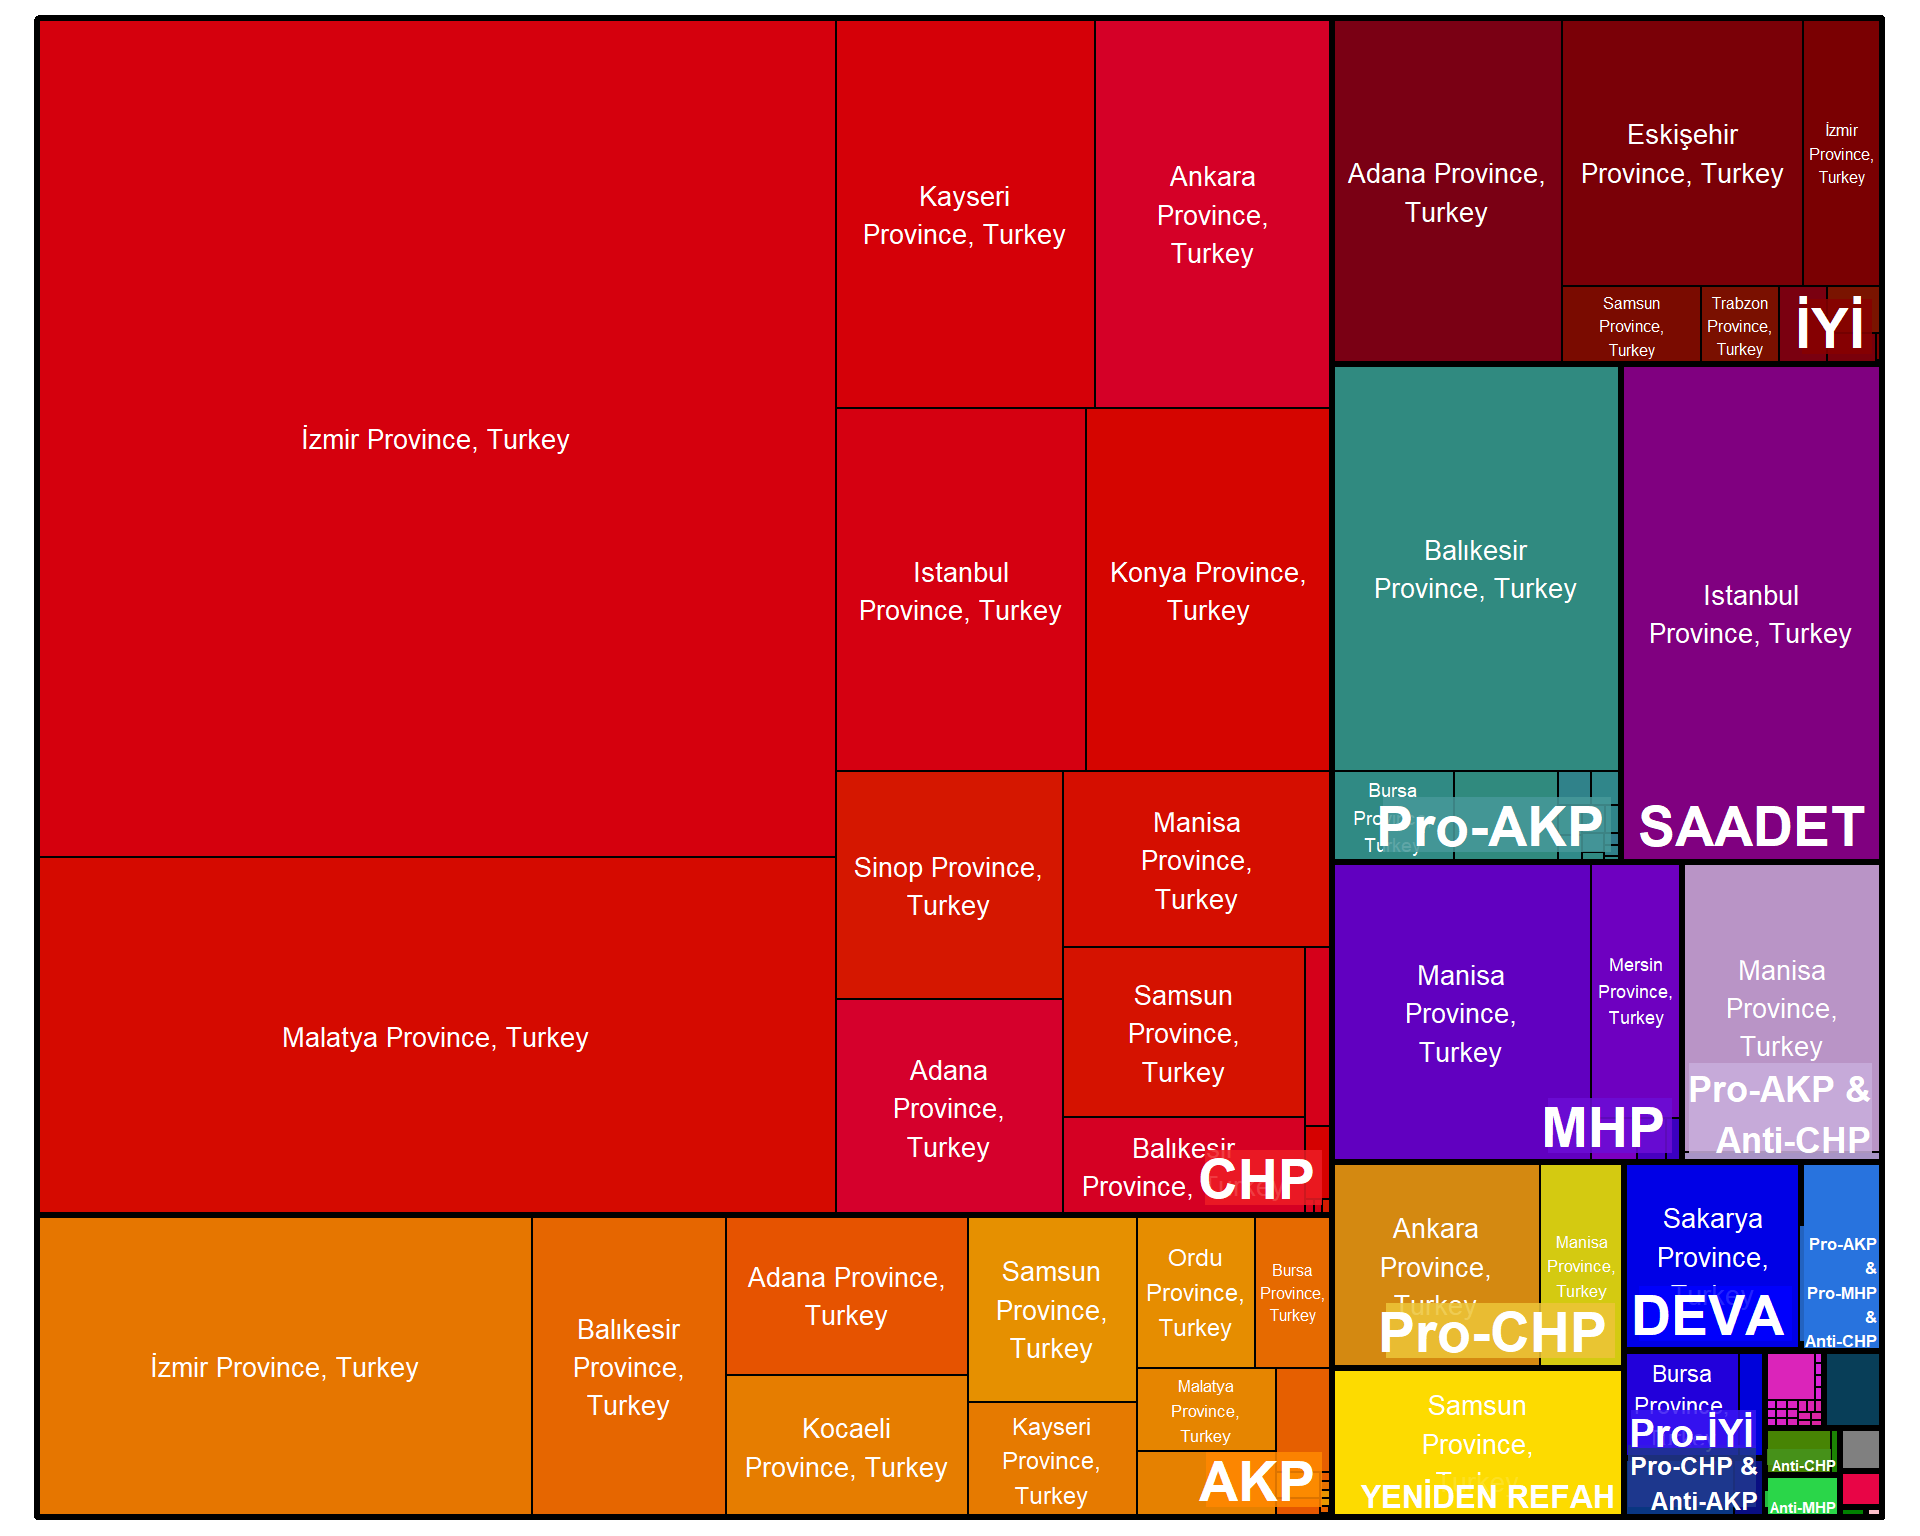 İzmir Province, Turkey
Kayseri
Province, Turkey
Ankara
Province,
Turkey
Istanbul
Province, Turkey
Konya Province,
Turkey
Malatya Province, Turkey
Sinop Province,
Turkey
Manisa
Province,
Turkey
Samsun
Province,
Turkey
Adana
Province,
Turkey
Balıkesir
Province, Turkey
CHP
İzmir Province, Turkey
Balıkesir
Province,
Turkey
Adana Province,
Turkey
Kocaeli
Province, Turkey
Samsun
Province,
Turkey
Kayseri
Province,
Turkey
Ordu
Province,
Turkey
Bursa
Province,
Turkey
Malatya
Province,
Turkey
AKP
Adana Province,
Turkey
Eskişehir
Province, Turkey
İzmir
Province,
Turkey
Samsun
Province,
Turkey
Trabzon
Province,
Turkey
İYİ
Balıkesir
Province, Turkey
Bursa
Province,
Turkey
Pro-AKP
Istanbul
Province, Turkey
SAADET
Manisa
Province,
Turkey
Mersin
Province,
Turkey
MHP
Manisa
Province,
Turkey
Pro-AKP &
Anti-CHP
Ankara
Province,
Turkey
Manisa
Province,
Turkey
Pro-CHP
Samsun
Province,
Turkey
YENİDEN REFAH
Sakarya
Province,
Turkey
DEVA
Pro-AKP
&
Pro-MHP
&
Anti-CHP
Bursa
Province,
Pro-İYİ
Pro-CHP &
Anti-AKP
Anti-CHP
Anti-MHP